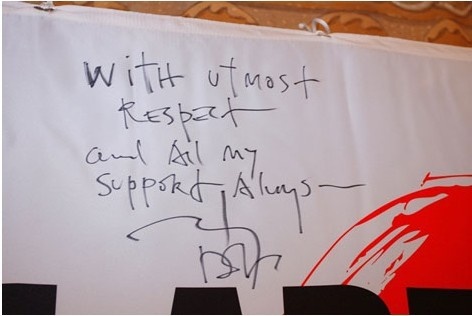 With utmost
Respect
and All my
Support Always